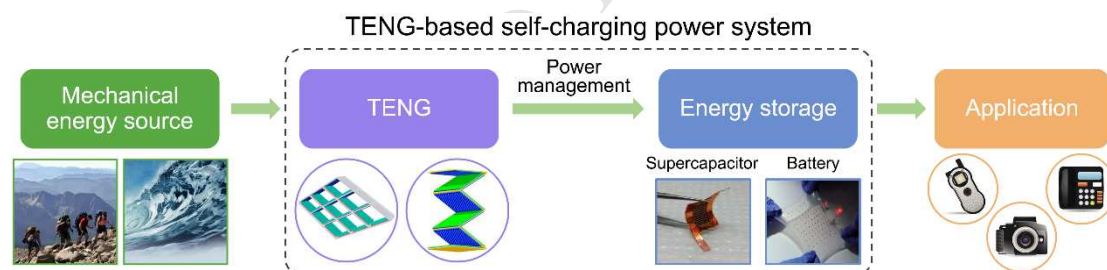 TENG-based self-charging power system
Mechanical
energy source
TENG
Power
management
Energy storage
Application
Supercapacitor
Battery